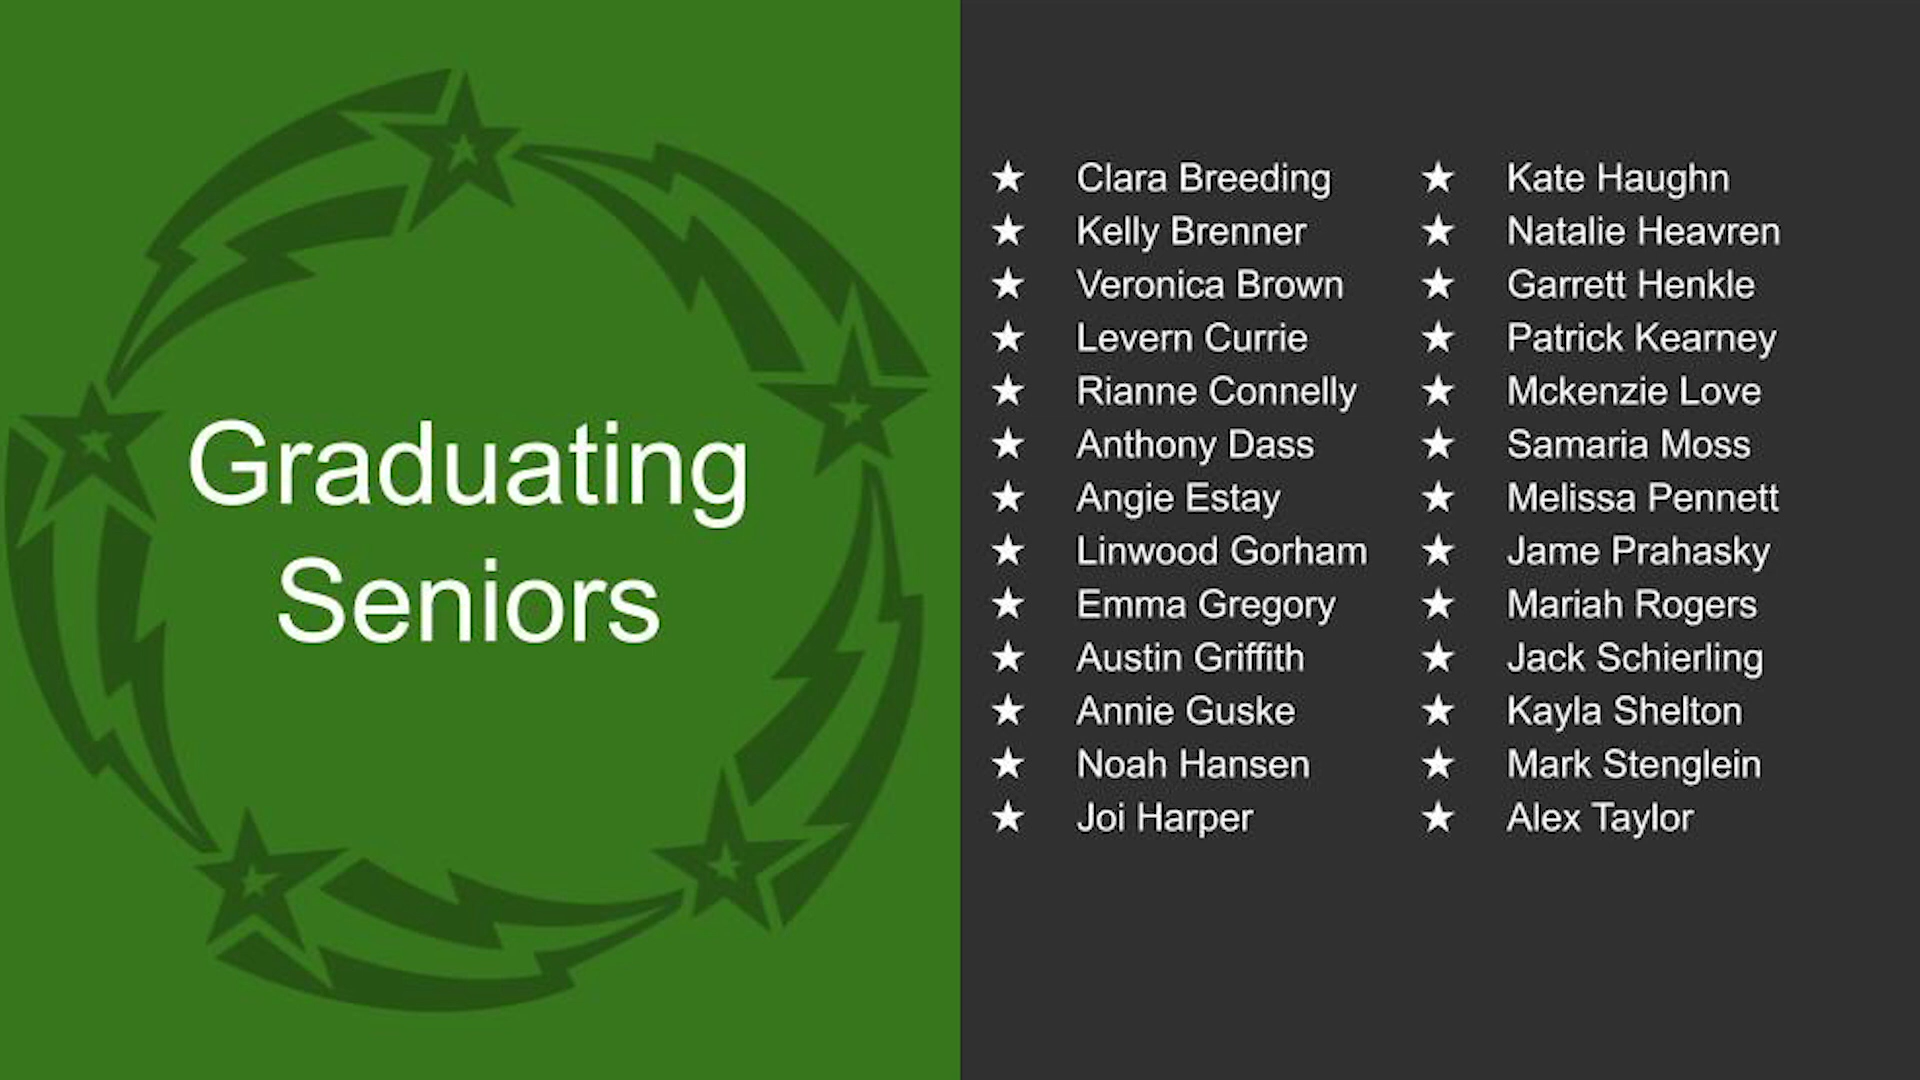 Graduating
Seniors
★ Clara Breeding
★ Kelly Brenner
★ Veronica Brown
★ Levern Currie
★ Rianne Connelly
★ Anthony Dass
★ Angie Estay
★ Linwood Gorham
★ Emma Gregory
★ Austin Griffith
★ Annie Guske
★ Noah Hansen
★ Joi Harper
★ Kate Haughn
★ Natalie Heavren
★ Garrett Henkle
★ Patrick Kearney
★ Mckenzie Love
★ Samaria Moss
★ Melissa Pennett
★ Jame Prahasky
★ Mariah Rogers
★ Jack Schierling
★ Kayla Shelton
★ Mark Stenglein
★ Alex Taylor